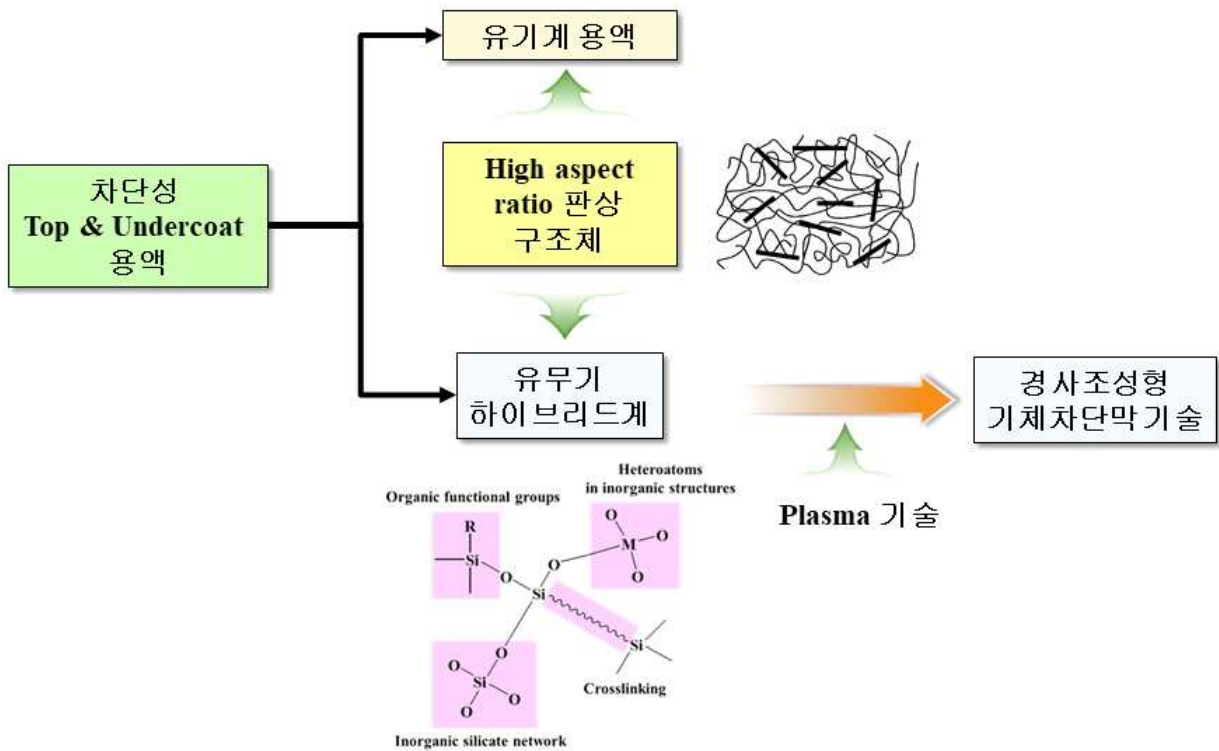 유기계 용액
차단성
Top & Undercoat
용액
High aspect
ratio 판상
구조체
유무기
하이브리드계
경사조성형
기체차단막기술
Plasma 기술
Heteroatoms
in inorganic structures
Organic functional groups
R
Si
O
O
Si
O
M
O
O
O
Si
Crosslinking
O
O
Si
O
O
Inorganic silicate network